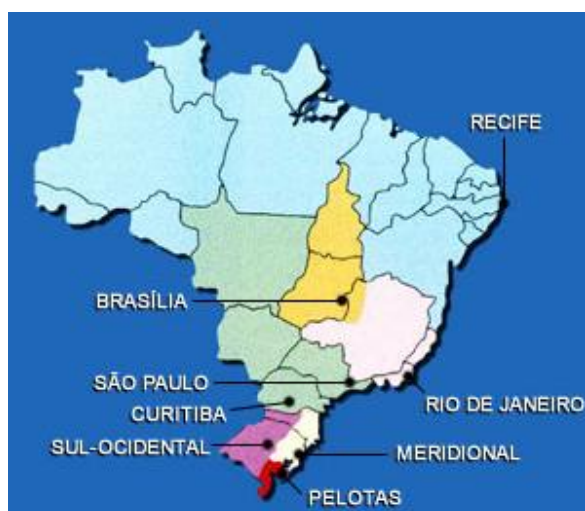 RECIFE
BRASÍLIA
SÃO PAULO
RIO DE JANEIRO
CURITIBA
SUL-OCIDENTAL
MERIDIONAL
PELOTAS